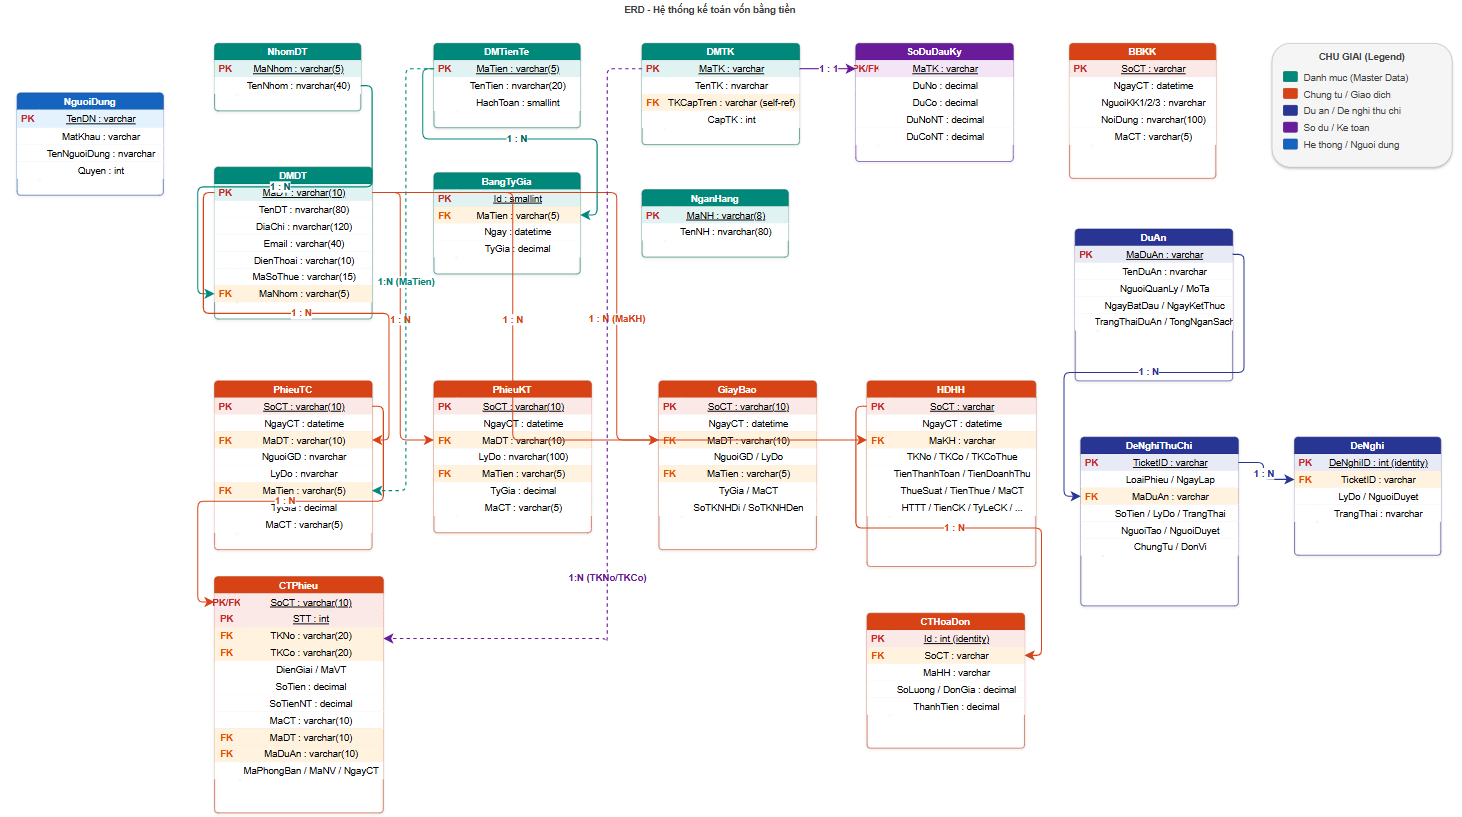 ERD - Hệ thống kế toán vốn bằng tiền
NguoiDung
PK TenDN : varchar
MatKhau : varchar
TenNguoiDung : nvarchar
Quyen : int
NhomDT
PK MaNhom : varchar(5)
TenNhom : nvarchar(40)
DMTienTe
PK MaTien : varchar(5)
TenTien : nvarchar(20)
HachToan : smallint
1 : N
DMTK
PK MaTK : varchar
TenTK : nvarchar
FK TKCapTren : varchar (self-ref)
CapTK : int
1 : 1
SoDuDauKy
PK/FK MaTK : varchar
DuNo : decimal
DuCo : decimal
DuNoNT : decimal
DuCoNT : decimal
BBKK
PK SoCT : varchar
NgayCT : datetime
NguoiKK1/2/3 : nvarchar
NoiDung : nvarchar(100)
MaCT : varchar(5)
CHU GIAI (Legend)
Danh muc (Master Data)
Chung tu / Giao dich
Du an / De nghi thu chi
So du / Ke toan
He thong / Nguoi dung
DMDT
1 : N
PK MaDT : varchar(10)
TenDT : nvarchar(80)
DiaChi : nvarchar(120)
Email : varchar(40)
DienThoai : varchar(10)
MaSoThue : varchar(15)
FK MaNhom : varchar(5)
1 : N
BangTyGia
PK Id : smallint
FK MaTien : varchar(5)
Ngay : datetime
TyGia : decimal
NganHang
PK MaNH : varchar(8)
TenNH : nvarchar(80)
DuAn
PK MaDuAn : varchar
TenDuAn : nvarchar
NguoiQuanLy / MoTa
NgayBatDau / NgayKetThuc
TrangThaiDuAn / TongNganSach
1 : N
1:N (MaTien)
1 : N
1 : N
1 : N (MaKH)
PhieuTC
PK SoCT : varchar(10)
NgayCT : datetime
FK MaDT : varchar(10)
NguoiGD : nvarchar
LyDo : nvarchar
FK MaTien : varchar(5)
1 : N
TyGia : decimal
MaCT : varchar(5)
PhieuKT
PK SoCT : varchar(10)
NgayCT : datetime
FK MaDT : varchar(10)
LyDo : nvarchar(100)
FK MaTien : varchar(5)
TyGia : decimal
MaCT : varchar(5)
GiayBao
PK SoCT : varchar(10)
NgayCT : datetime
FK MaDT : varchar(10)
NguoiGD / LyDo
FK MaTien : varchar(5)
TyGia / MaCT
SoTKNHDi / SoTKNHDen
HDHH
PK SoCT : varchar
NgayCT : datetime
FK MaKH : varchar
TKNo / TKCo / TKCoThue
TienThanToan / TienDoanhThu
ThueSuat / TienThue / MaCT
HTTT / TienCK / TyLeCK / ...
1 : N
DeNghiThuChi
PK TicketID : varchar
LoaiPhieu / NgayLap
FK MaDuAn : varchar
SoTien / LyDo / TrangThai
NguoiTao / NguoiDuyet
ChungTu / DonVi
1 : N
DeNghi
PK DeNghiID : int (identity)
FK TicketID : varchar
LyDo / NguoiDuyet
TrangThai : nvarchar
CTPhieu
PK/FK SoCT : varchar(10)
PK STT : int
FK TKNo : varchar(20)
FK TKCo : varchar(20)
DienGiai / MaVT
SoTien : decimal
SoTienNT : decimal
MaCT : varchar(10)
FK MaDT : varchar(10)
FK MaDuAn : varchar(10)
MaPhongBan / MaNV / NgayCT
1:N (TKNo/TKCo)
CTHoaDon
PK Id : int (identity)
FK SoCT : varchar
MaHH : varchar
SoLuong / DonGia : decimal
ThanhTien : decimal